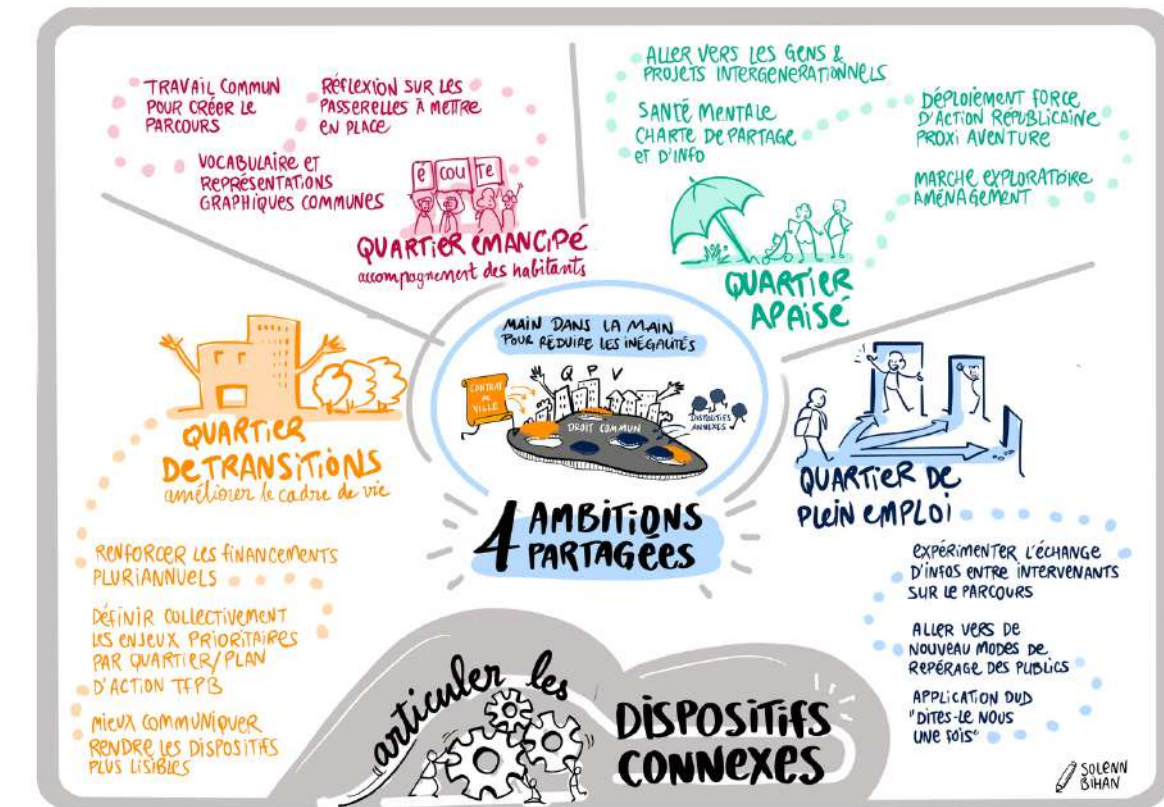 TRAVAIL COMMUN
POUR CRÉER LE
PARCOURS
RÉFLEXION SUR LES
PASSERELLES À METTRE
EN PLACE
VOCABULAIRE ET
REPRÉSENTATIONS
GRAPHIQUES COMMUNES
é COU TE
QUARTIER EMANCIPÉ
accompagnement des habitants
ALLER VERS LES GENS &
PROJETS INTERGENERATIONNELS
SANTÉ MENTALE
CHARTE DE PARTAGE
ET D'INFO
DÉPLOIEMENT FORCE
D'ACTION RÉPUBLICAINE
PROXI AVENTURE
MARCHE EXPLORATOIRE
AMÉNAGEMENT
QUARTIER
APAISÉ
MAIN DANS LA MAIN
POUR RÉDUIRE LES INÉGALITÉS
Q P V
CONTRAT
DE
VILLE
DROIT COMMUN
DISPOSITIFS
ANNEXES
4 AMBITIONS
PARTAGÉES
QUARTIER
DE TRANSITIONS
améliorer le cadre de vie
RENFORCER LES FINANCEMENTS
PLURIANNUELS
DÉFINIR COLLECTIVEMENT
LES ENJEUX PRIORITAIRES
PAR QUARTIER/PLAN
D'ACTION TFPB
MIEUX COMMUNIQUER
RENDRE LES DISPOSITIFS
PLUS LISIBLES
QUARTIER DE
PLEIN EMPLOI
EXPÉRIMENTER L'ÉCHANGE
D'INFOS ENTRE INTERVENANTS
SUR LE PARCOURS
ALLER VERS DE
NOUVEAU MODES DE
REPÉRAGE DES PUBLICS
APPLICATION DUD
"DITES-LE NOUS
UNE FOIS"
articuler les
DISPOSITIFS
CONNEXES
SOLENN
BIHAN